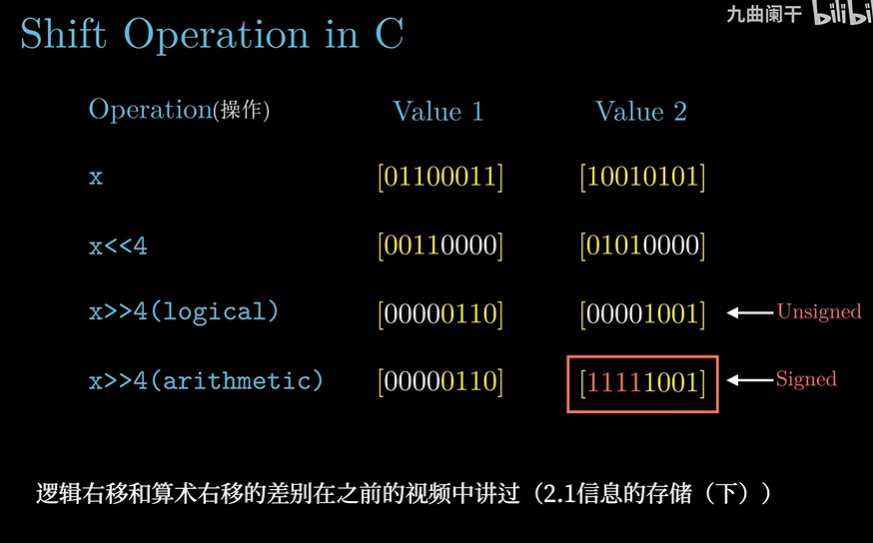 九曲阑干 bilibili
Shift Operation in C
Operation(操作) Value 1 Value 2
x [01100011] [10010101]
x<<4 [00110000] [01010000]
x>>4(logical) [00000110] [00001001] Unsigned
x>>4(arithmetic) [00000110] [11111001] Signed
逻辑右移和算术右移的差别在之前的视频中讲过（2.1信息的存储（下））